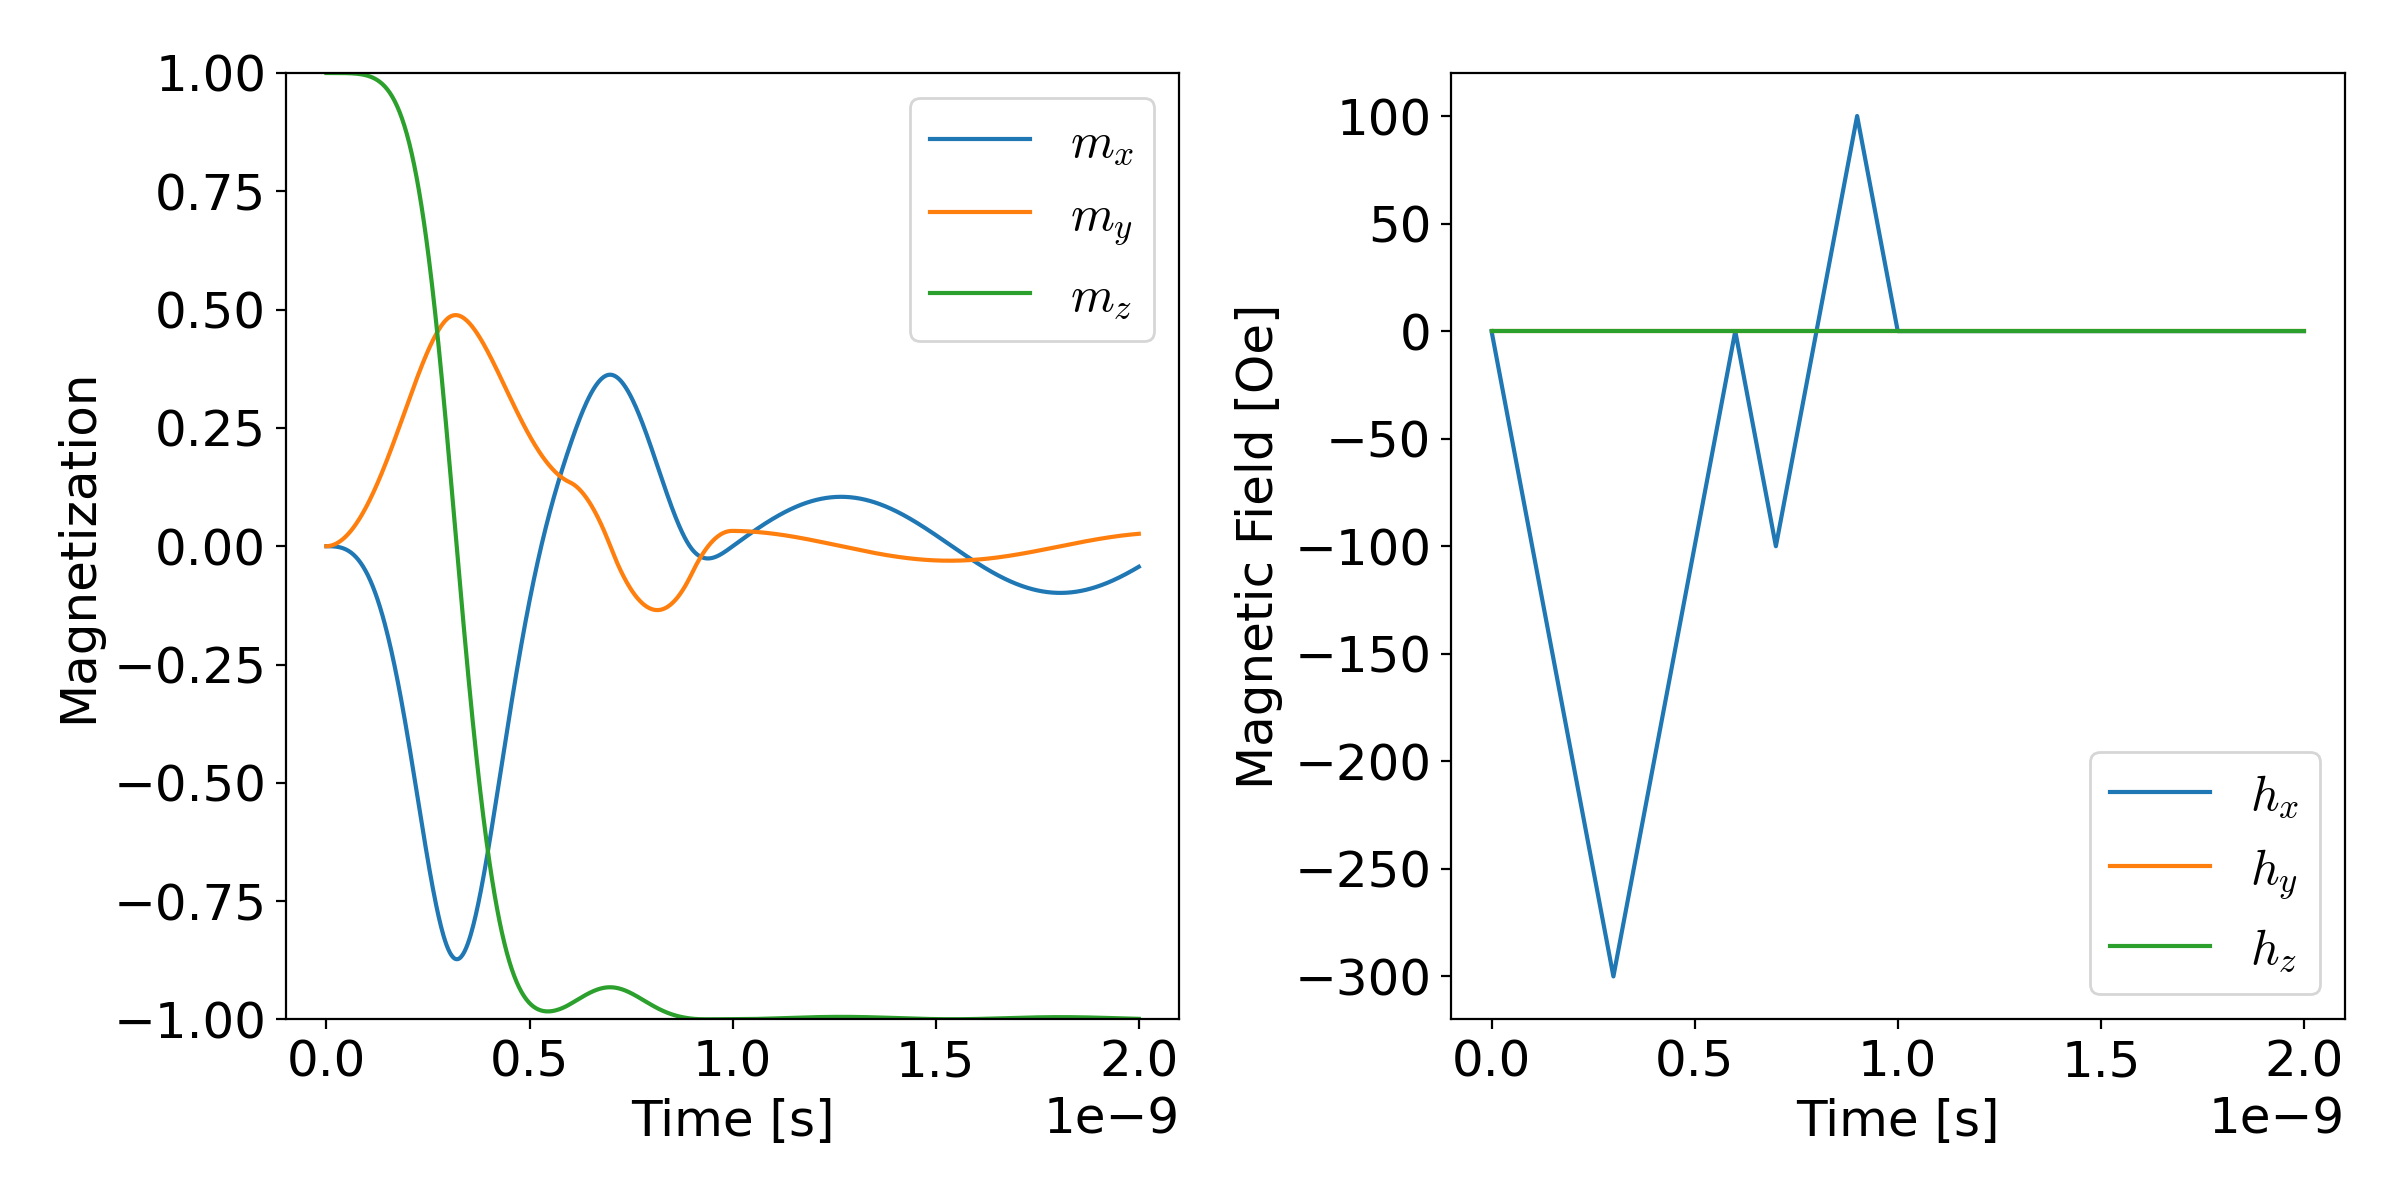 Magnetization
1.00
0.75
0.50
0.25
0.00
−0.25
−0.50
−0.75
−1.00
0.0 0.5 1.0 1.5 2.0
Time [s]
1e−9
m_x
m_y
m_z
Magnetic Field [Oe]
100
50
0
−50
−100
−150
−200
−250
−300
0.0 0.5 1.0 1.5 2.0
Time [s]
1e−9
h_x
h_y
h_z